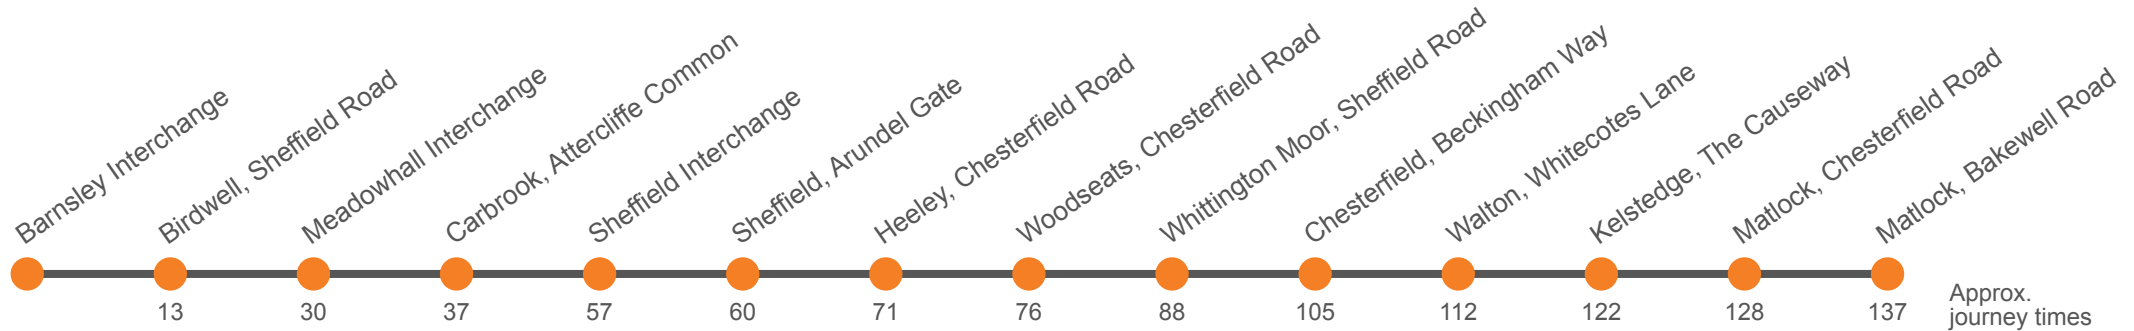 Barnsley Interchange
Birdwell, Sheffield Road
Meadowhall Interchange
Carbrook, Attercliffe Common
Sheffield Interchange
Sheffield, Arundel Gate
Heeley, Chesterfield Road
Woodseats, Chesterfield Road
Whittington Moor, Sheffield Road
Chesterfield, Beckingham Way
Walton, Whitecotes Lane
Kelstedge, The Causeway
Matlock, Chesterfield Road
Matlock, Bakewell Road
13 30 37 57 60 71 76 88 105 112 122 128 137
Approx.
journey times